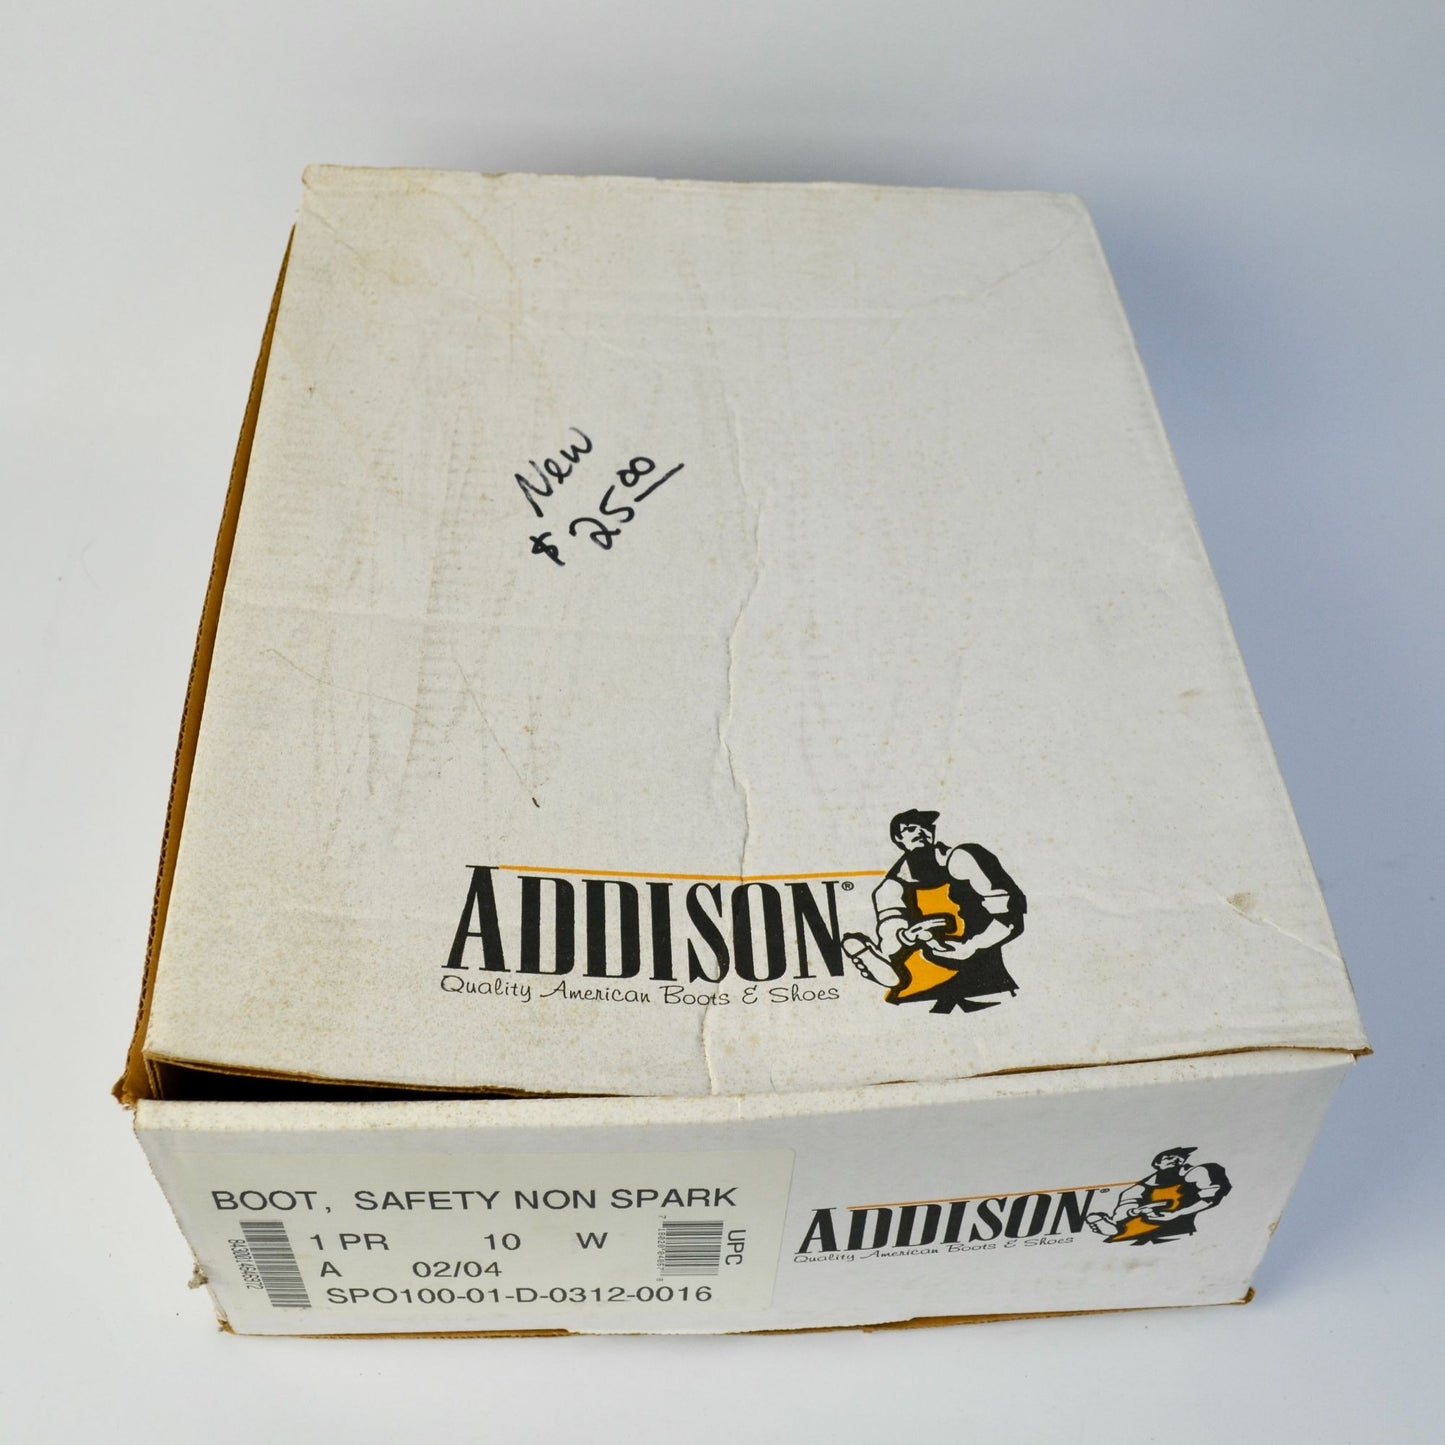 New
$ 25.00
ADDISON®
Quality American Boots & Shoes
BOOT, SAFETY NON SPARK
1 PR 10 W
A 02/04
SPO100-01-D-0312-0016
UPC
ADDISON®
Quality American Boots & Shoes